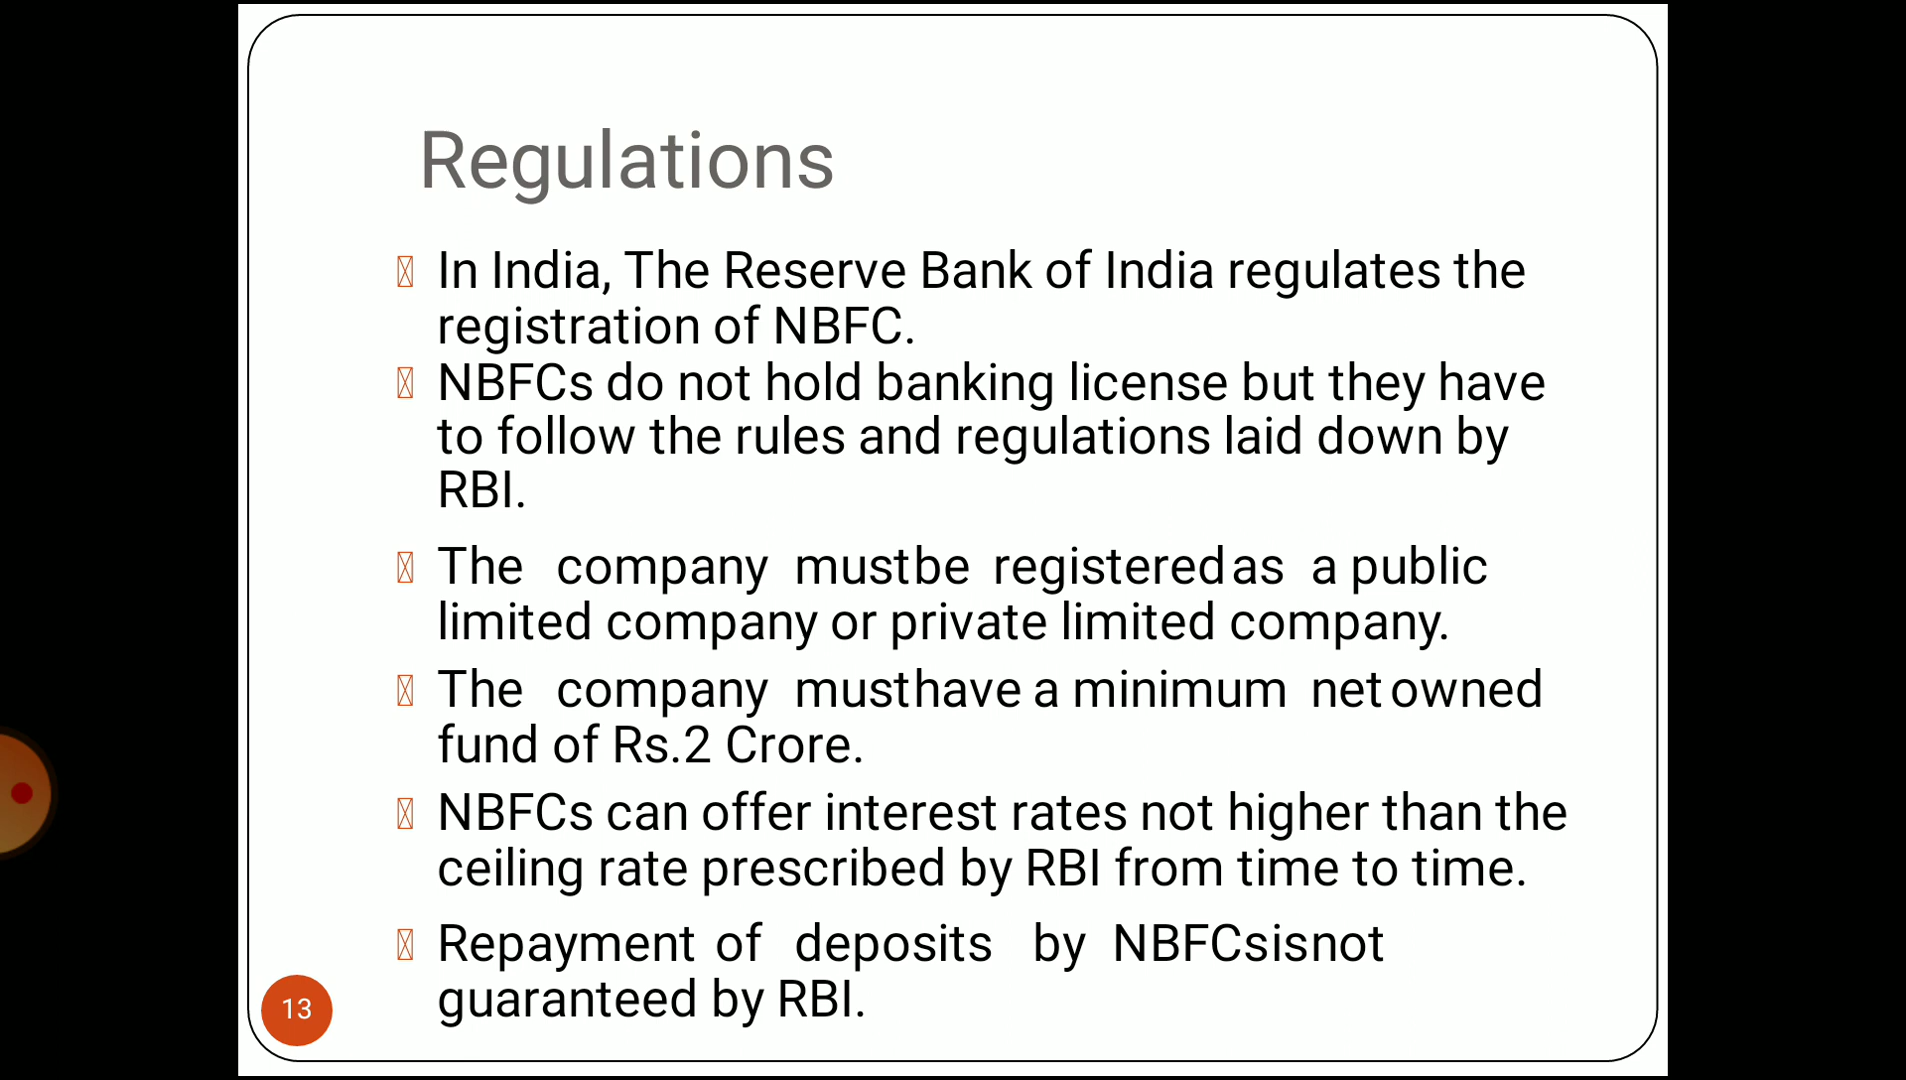 Regulations
In India, The Reserve Bank of India regulates the
registration of NBFC.
NBFCs do not hold banking license but they have
to follow the rules and regulations laid down by
RBI.
The company mustbe registeredas a public
limited company or private limited company.
The company musthave a minimum net owned
fund of Rs.2 Crore.
NBFCs can offer interest rates not higher than the
ceiling rate prescribed by RBI from time to time.
Repayment of deposits by NBFCsisnot
guaranteed by RBI.
13